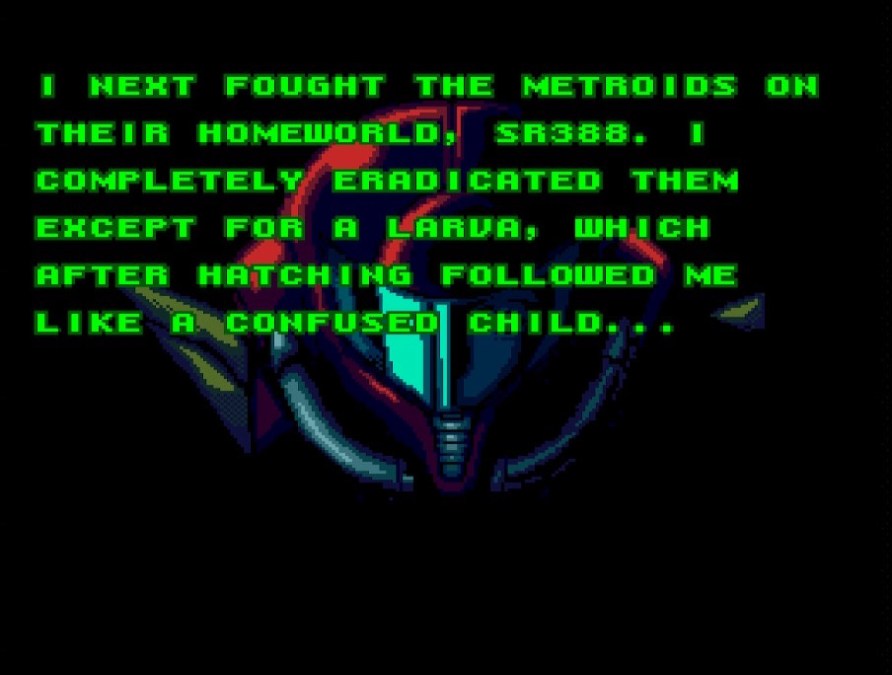 I NEXT FOUGHT THE METROIDS ON
THEIR HOMEWORLD, SR388. I
COMPLETELY ERADICATED THEM
EXCEPT FOR A LARVA, WHICH
AFTER HATCHING FOLLOWED ME
LIKE A CONFUSED CHILD...